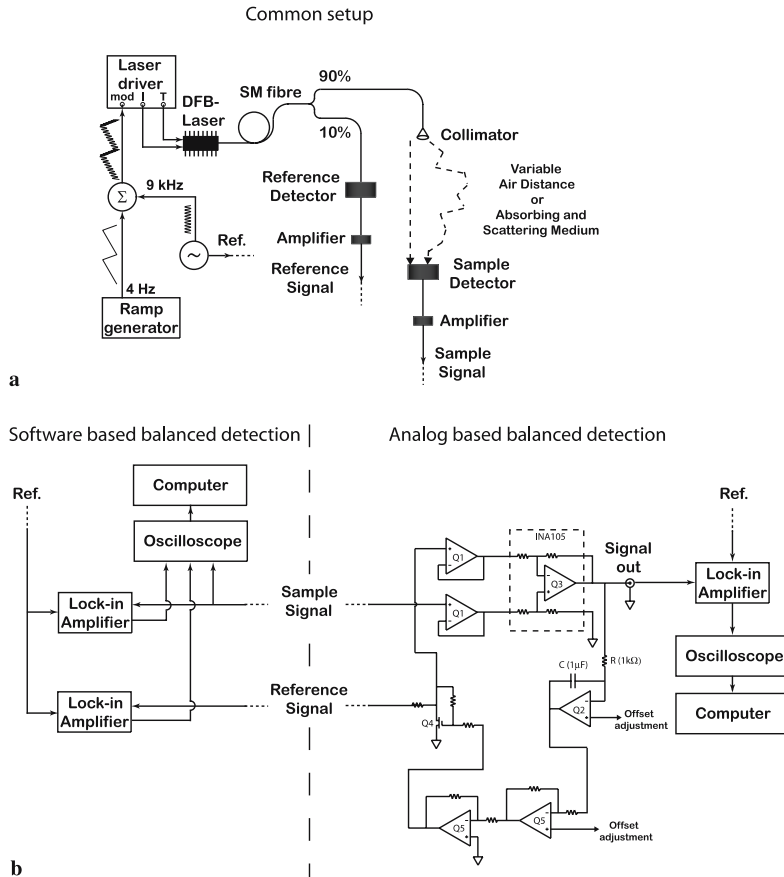 Common setup
Laser
driver
mod I T
DFB-
Laser
SM fibre
90%
10%
Collimator
Reference
Detector
Variable
Air Distance
or
Absorbing and
Scattering Medium
9 kHz
Σ
Ref.
~
Amplifier
Reference
Signal
Sample
Detector
4 Hz
Ramp
generator
Amplifier
Sample
Signal
a
Software based balanced detection
Analog based balanced detection
Ref.
Computer
Oscilloscope
Lock-in
Amplifier
Sample
Signal
Lock-in
Amplifier
Reference
Signal
Q1
INA105
Q3
Q1
+
-
+
-
-
+
Signal
out
Ref.
Lock-in
Amplifier
Oscilloscope
Computer
R (1kΩ)
C (1μF)
Q2
-
+
Offset
adjustment
Q4
Q5
-
+
Q5
-
+
Offset
adjustment
b